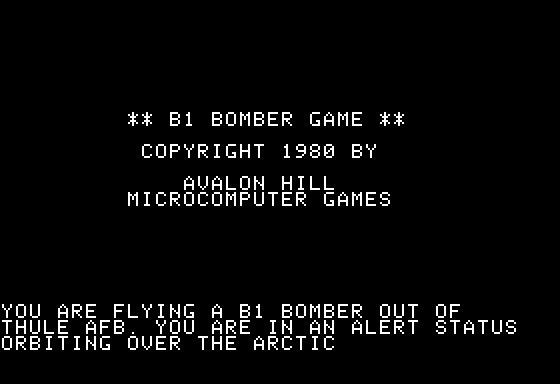 ** B1 BOMBER GAME **
COPYRIGHT 1980 BY
AVALON HILL
MICROCOMPUTER GAMES
YOU ARE FLYING A B1 BOMBER OUT OF
THULE AFB. YOU ARE IN AN ALERT STATUS
ORBITING OVER THE ARCTIC